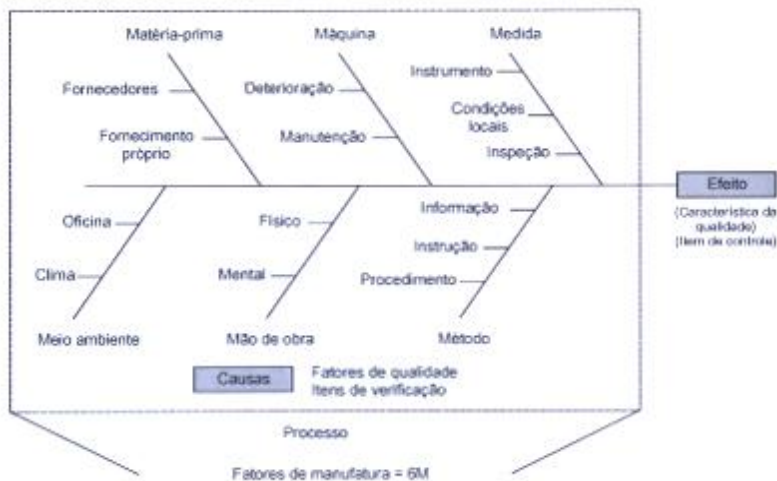 Matéria-prima
Máquina
Medida
Fornecedores
Fornecimento
próprio
Deterioração
Manutenção
Instrumento
Condições
locais
Inspeção
Efeito
(Característica da
qualidade)
(Item de controle)
Oficina
Clima
Meio ambiente
Físico
Mental
Mão de obra
Informação
Instrução
Procedimento
Método
Causas
Fatores de qualidade
Itens de verificação
Processo
Fatores de manufatura = 6M